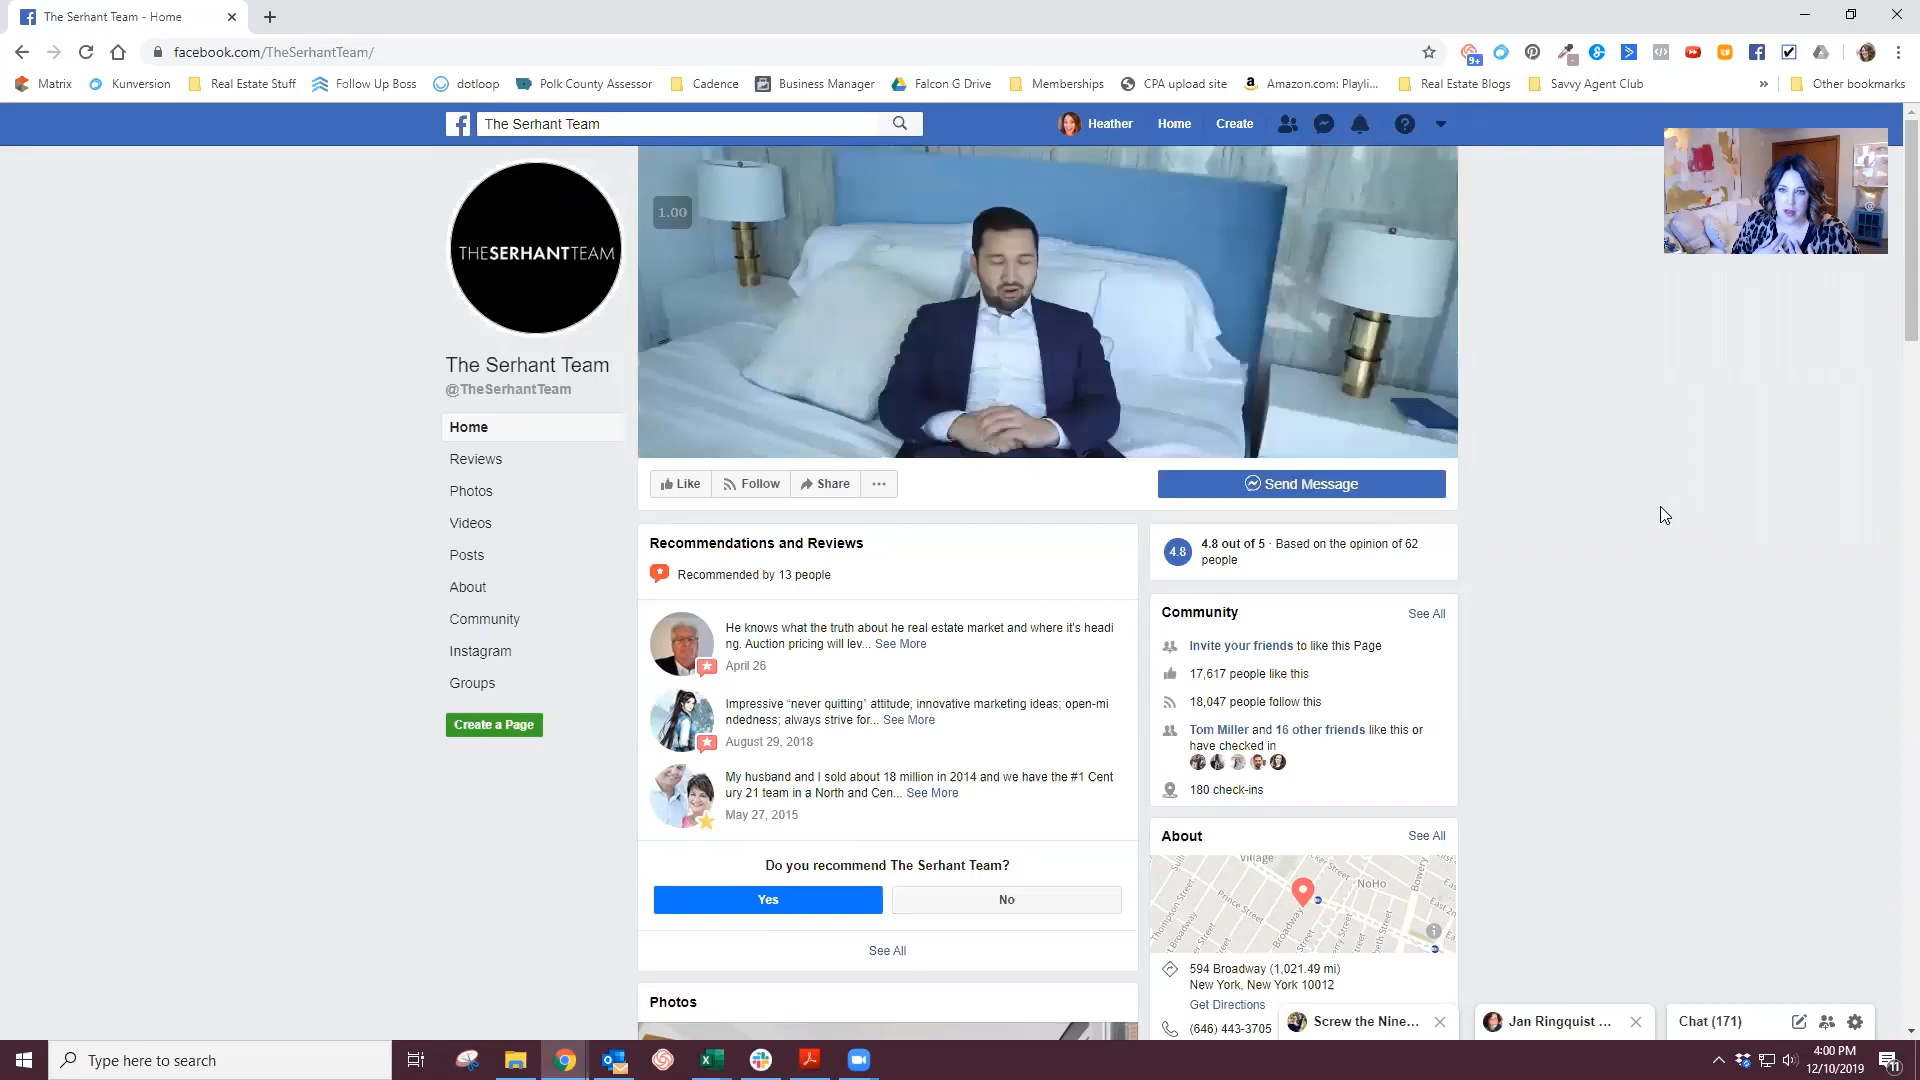 The Serhant Team - Home
facebook.com/TheSerhantTeam/
9+
Matrix
Kunversion
Real Estate Stuff
Follow Up Boss
dotloop
Polk County Assessor
Cadence
Business Manager
Falcon G Drive
Memberships
CPA upload site
Amazon.com: Playli...
Real Estate Blogs
Savvy Agent Club
»
Other bookmarks
The Serhant Team
Heather
Home
Create
1.00
THESERHANTTEAM
The Serhant Team
@TheSerhantTeam
Home
Reviews
Photos
Videos
Posts
About
Community
Instagram
Groups
Create a Page
Like
Follow
Share
Send Message
Recommendations and Reviews
Recommended by 13 people
He knows what the truth about he real estate market and where it's headi
ng. Auction pricing will lev... See More
April 26
Impressive “never quitting” attitude; innovative marketing ideas; open-mi
ndedness; always strive for... See More
August 29, 2018
My husband and I sold about 18 million in 2014 and we have the #1 Cent
ury 21 team in a North and Cen... See More
May 27, 2015
Do you recommend The Serhant Team?
Yes
No
See All
Photos
4.8
4.8 out of 5 · Based on the opinion of 62
people
Community
See All
Invite your friends to like this Page
17,617 people like this
18,047 people follow this
Tom Miller and 16 other friends like this or
have checked in
180 check-ins
About
See All
Village
NoHo
Bowery
Thompson Street
Prince Street
Broadway
594 Broadway (1,021.49 mi)
New York, New York 10012
Get Directions
(646) 443-3705
Screw the Nine...
Jan Ringquist ...
Chat (171)
Type here to search
4:00 PM
12/10/2019
11